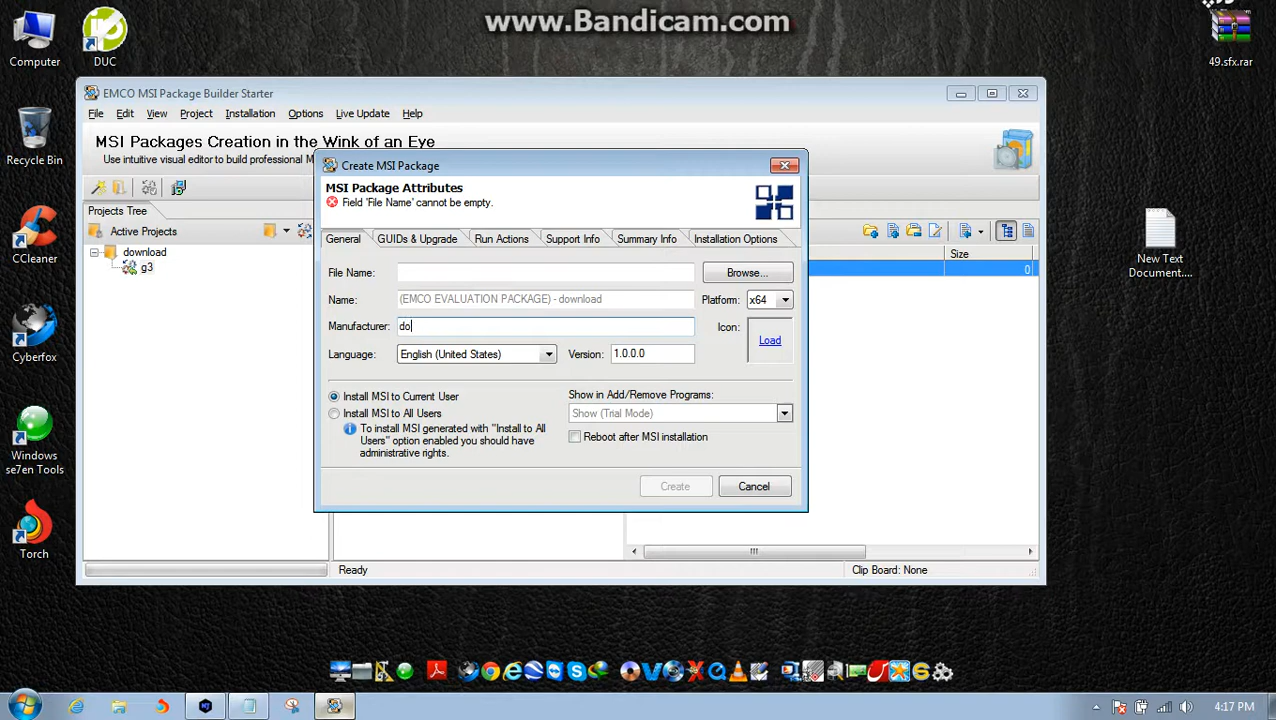 www.Bandicam.com
Computer
DUC
49.sfx.rar
EMCO MSI Package Builder Starter
File Edit View Project Installation Options Live Update Help
MSI Packages Creation in the Wink of an Eye
Use intuitive visual editor to build professional M
Create MSI Package
MSI Package Attributes
Field 'File Name' cannot be empty.
Recycle Bin
Projects Tree
Active Projects
General GUIDs & Upgrade Run Actions Support Info Summary Info Installation Options
download
g3
Size
0
File Name: Browse...
Name: (EMCO EVALUATION PACKAGE) - download Platform: x64
Manufacturer: do Icon:
Load
Language: English (United States) Version: 1.0.0.0
CCleaner
New Text
Document....
Install MSI to Current User
Show in Add/Remove Programs:
Install MSI to All Users
Show (Trial Mode)
To install MSI generated with "Install to All
Users" option enabled you should have
administrative rights.
Reboot after MSI installation
Cyberfox
Create Cancel
Windows
se7en Tools
Torch
Ready
Clip Board: None
4:17 PM